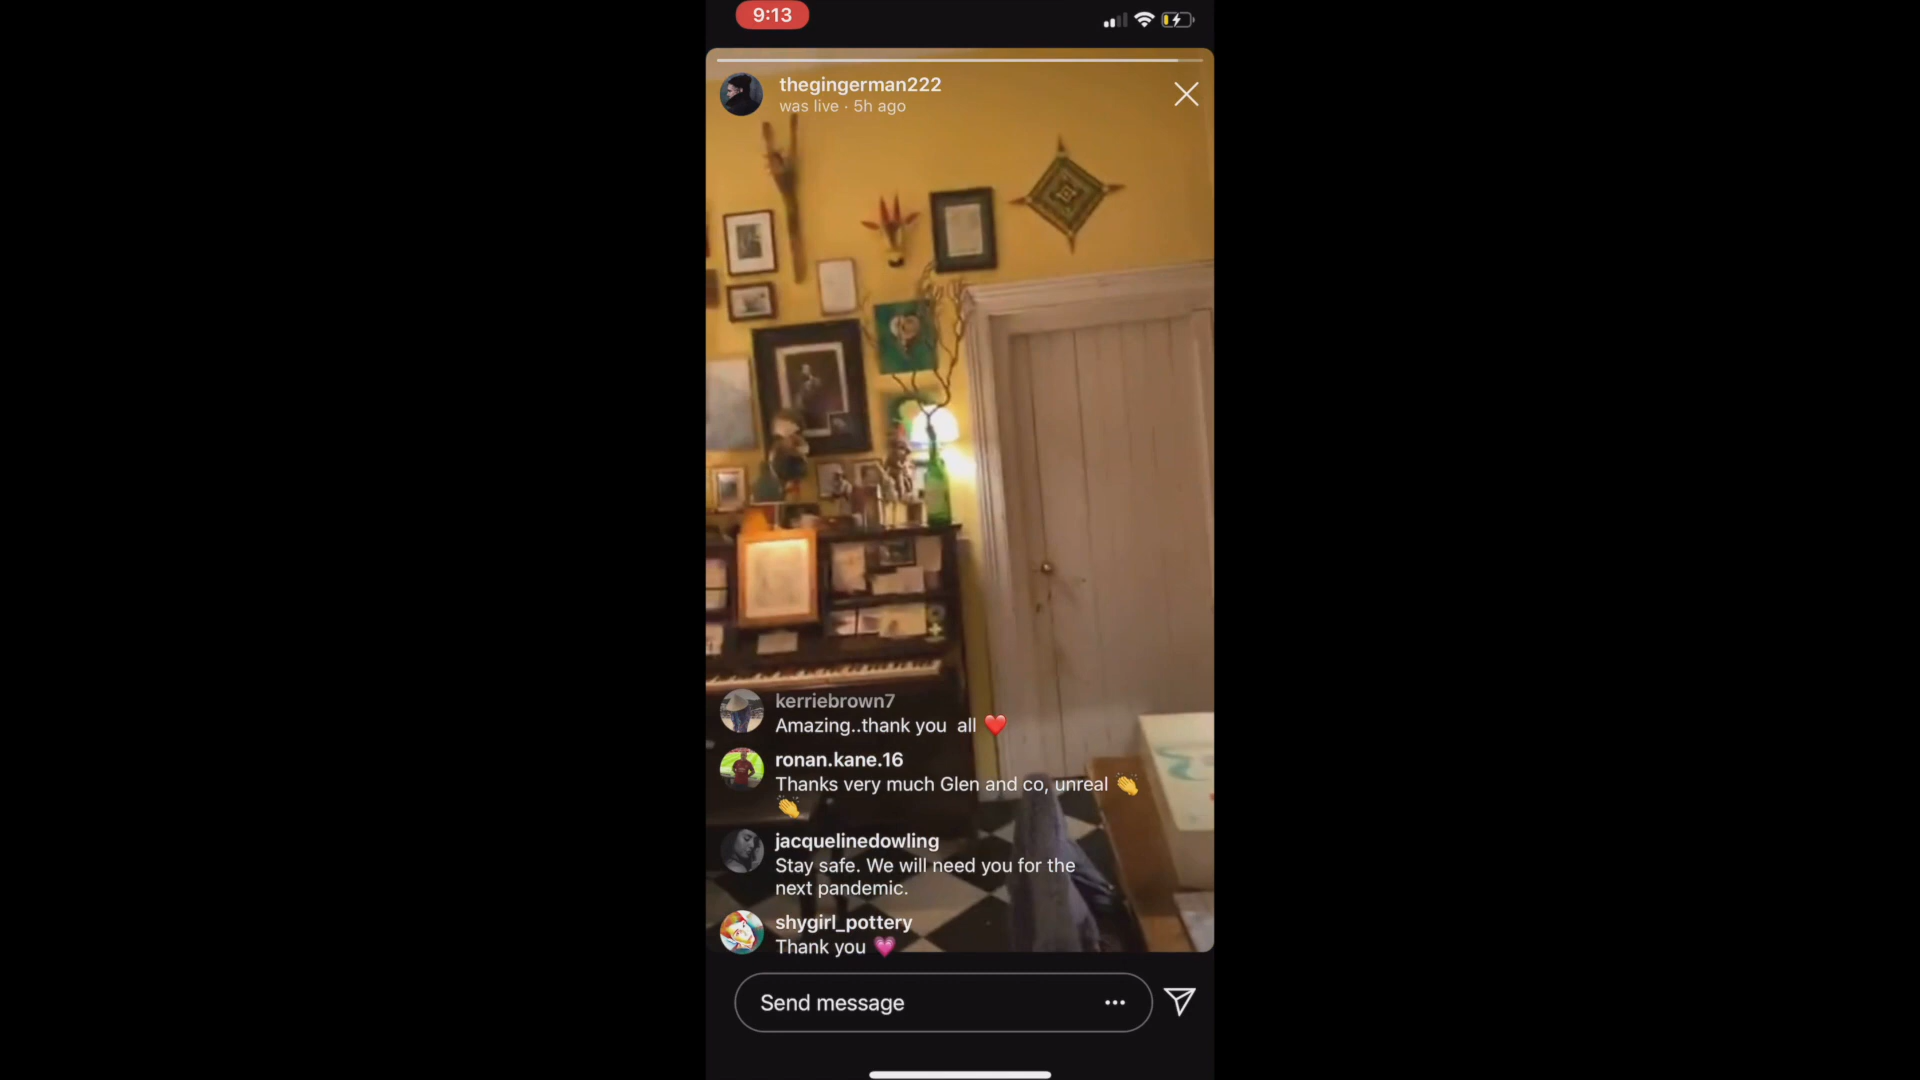 9:13
thegingerman222
was live · 5h ago
kerriebrown7
Amazing..thank you all ❤️
ronan.kane.16
Thanks very much Glen and co, unreal 👏
👏
jacquelinedowling
Stay safe. We will need you for the
next pandemic.
shygirl_pottery
Thank you 💗
Send message